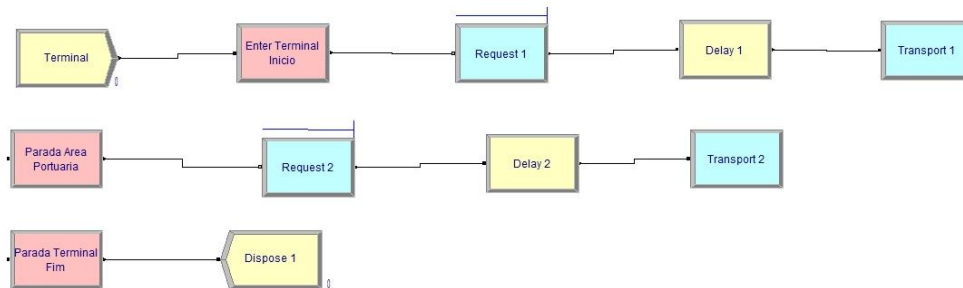 Terminal
Enter Terminal
Inicio
Request 1
Delay 1
Transport 1
0
Parada Area
Portuaria
Request 2
Delay 2
Transport 2
Parada Terminal
Fim
Dispose 1
0